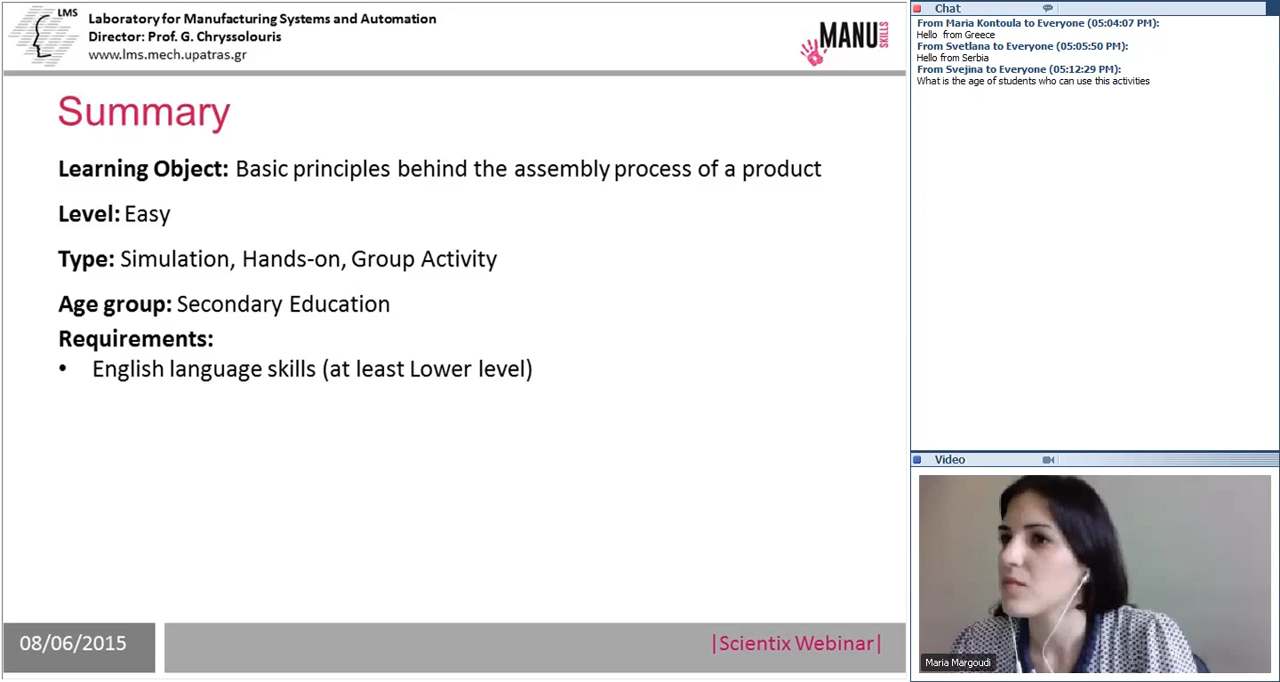 LMS
Laboratory for Manufacturing Systems and Automation
Director: Prof. G. Chryssolouris
www.lms.mech.upatras.gr
MANU
SKILLS
Summary
Learning Object: Basic principles behind the assembly process of a product
Level: Easy
Type: Simulation, Hands-on, Group Activity
Age group: Secondary Education
Requirements:
• English language skills (at least Lower level)
08/06/2015
|Scientix Webinar|
Chat
From Maria Kontoula to Everyone (05:04:07 PM):
Hello from Greece
From Svetlana to Everyone (05:05:50 PM):
Hello from Serbia
From Svejina to Everyone (05:12:29 PM):
What is the age of students who can use this activities
Video
Maria Margoudi